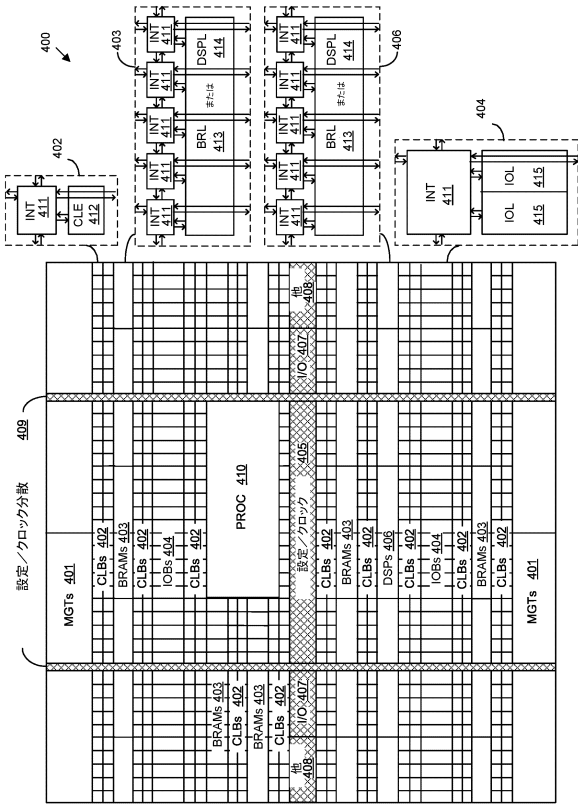 設定／クロック分散 409
400
MGTs 401
CLBs 402
BRAMs 403
CLBs 402
IOBs 404
CLBs 402
BRAMs 403
CLBs 402
BRAMs 403
CLBs 402
PROC 410
他 408
I/O 407
設定／クロック 405
I/O 407
他 408
CLBs 402
BRAMs 403
CLBs 402
DSPs 406
CLBs 402
IOBs 404
CLBs 402
BRAMs 403
CLBs 402
MGTs 401
402
INT
411
CLE
412
403
INT
411
INT
411
INT
411
INT
411
INT
411
BRL
413
または
DSPL
414
406
INT
411
INT
411
INT
411
INT
411
INT
411
BRL
413
または
DSPL
414
404
INT
411
IOL
415
IOL
415